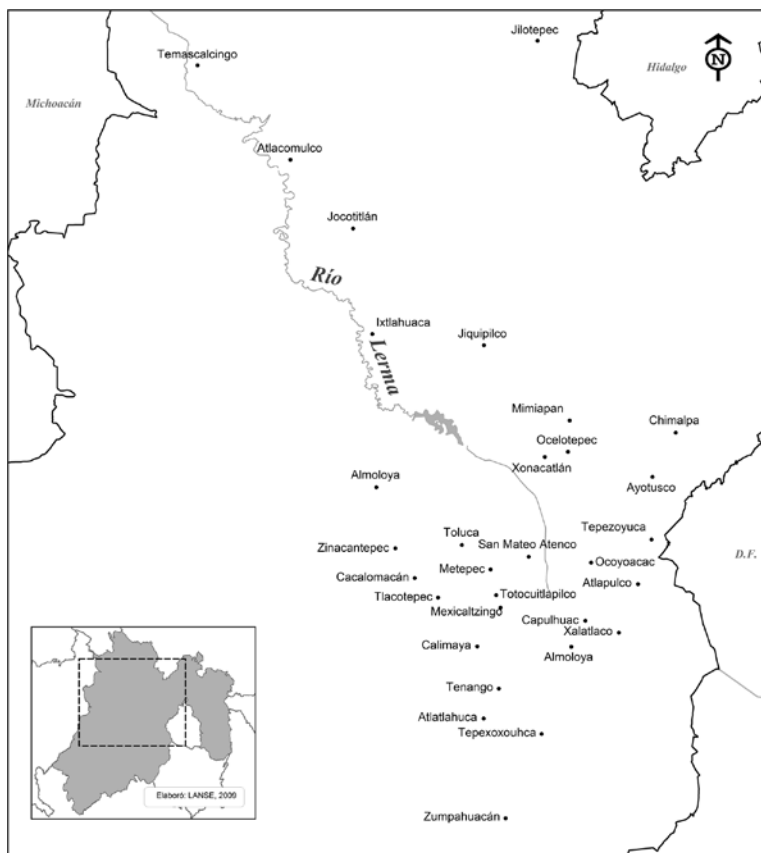 Jilotepec
Temascalcingo
Hidalgo
N
Michoacán
Atlacomulco
Jocotitlán
Río
Lerma
Ixtlahuaca
Jiquipilco
Mimiapan
Chimalpa
Ocelotepec
Xonacatlán
Almoloya
Ayotusco
Toluca
Tepezoyuca
Zinacantepec
San Mateo Atenco
D.F.
Metepec
Ocoyoacac
Cacalomacán
Atlapulco
Tlacotepec
Totocuitlapilco
Mexicaltzingo
Capulhuac
Xalatlaco
Calimaya
Almoloya
Tenango
Atlatlahuca
Tepexoxouhca
Elaboró: LANSE, 2009
Zumpahuacán